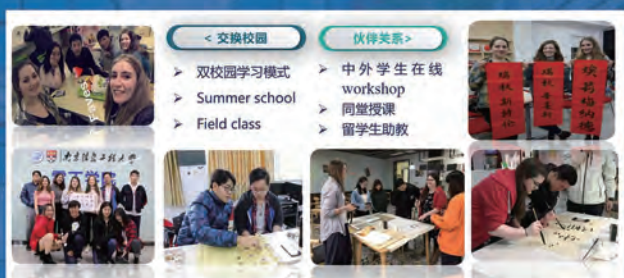 < 交换校园
➢ 双校园学习模式
➢ Summer school
➢ Field class
伙伴关系>
➢ 中外学生在线
workshop
➢ 同堂授课
➢ 留学生助教
南京信息工程大学